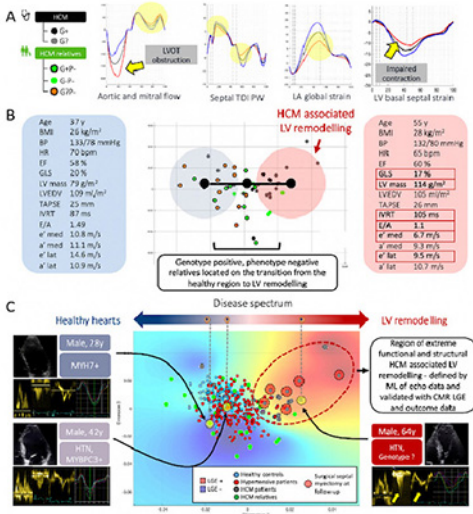 A
HCM
G+
G?
HCM relatives
G+P-
G-P-
G?P-
LVOT obstruction
Impaired contraction
Aortic and mitral flow
Septal TDI PW
LA global strain
LV basal septal strain
B
Age 37 y
BMI 26 kg/m²
BP 133/78 mmHg
HR 70 bpm
EF 58 %
GLS 20 %
LV mass 79 g/m²
LVEDV 109 ml/m²
TAPSE 25 mm
IVRT 87 ms
E/A 1.49
e' med 10.8 m/s
a' med 11.1 m/s
e' lat 14.6 m/s
a' lat 10.9 m/s
HCM associated
LV remodelling
Genotype positive, phenotype negative
relatives located on the transition from the
healthy region to LV remodelling
Age 55 y
BMI 28 kg/m²
BP 132/80 mmHg
HR 65 bpm
EF 60 %
GLS 17 %
LV mass 114 g/m²
LVEDV 105 ml/m²
TAPSE 26 mm
IVRT 105 ms
E/A 1.1
e' med 6.7 m/s
a' med 9.3 m/s
e' lat 9.5 m/s
a' lat 10.7 m/s
C
Disease spectrum
Healthy hearts
LV remodelling
Male, 28y
MYH7+
Male, 42y
HTN,
MYBPC3+
Region of extreme
functional and structural
HCM associated LV
remodelling - defined by
ML of echo data and
validated with CMR LGE
and outcome data
Male, 64y
HTN,
Genotype ?
LGE +
LGE -
Healthy controls
Hypertensive patients
HCM patients
HCM relatives
Surgical septal
myectomy at
follow-up